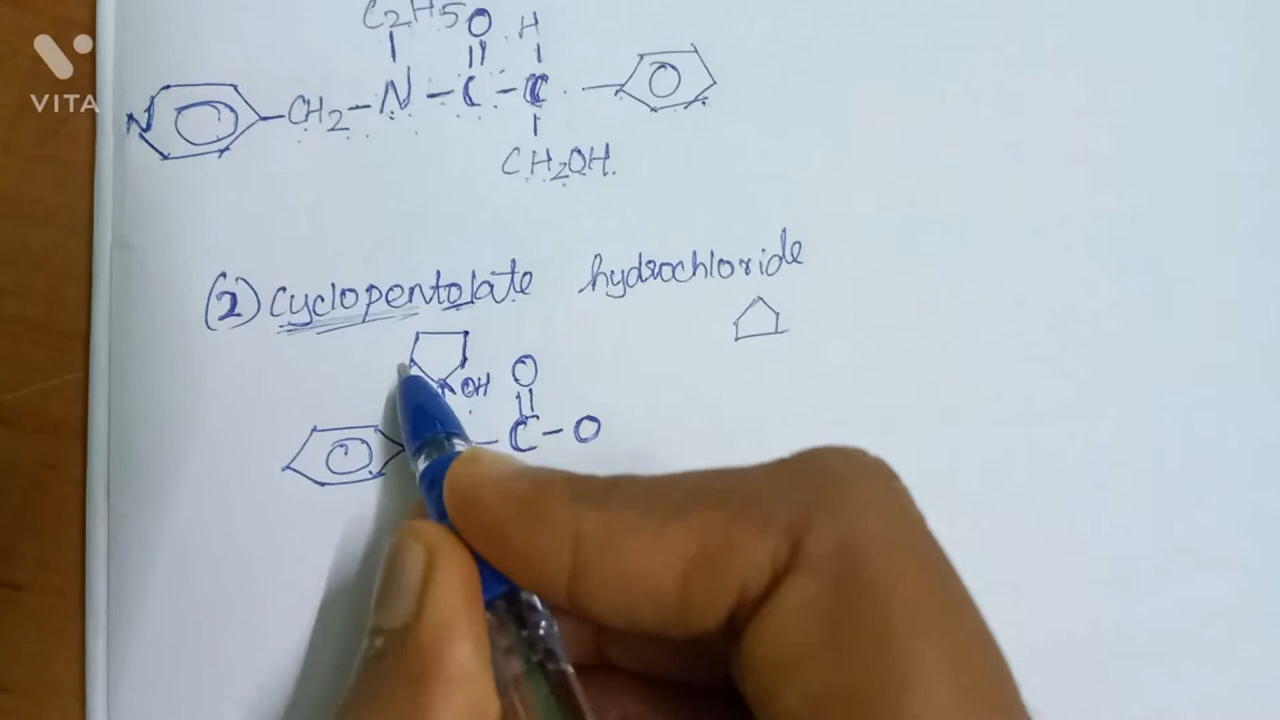 VITA
C2H5 O H
N CH2-N-C-C
CH2OH.
(2) Cyclopentolate hydrochloride
OH O
C-O